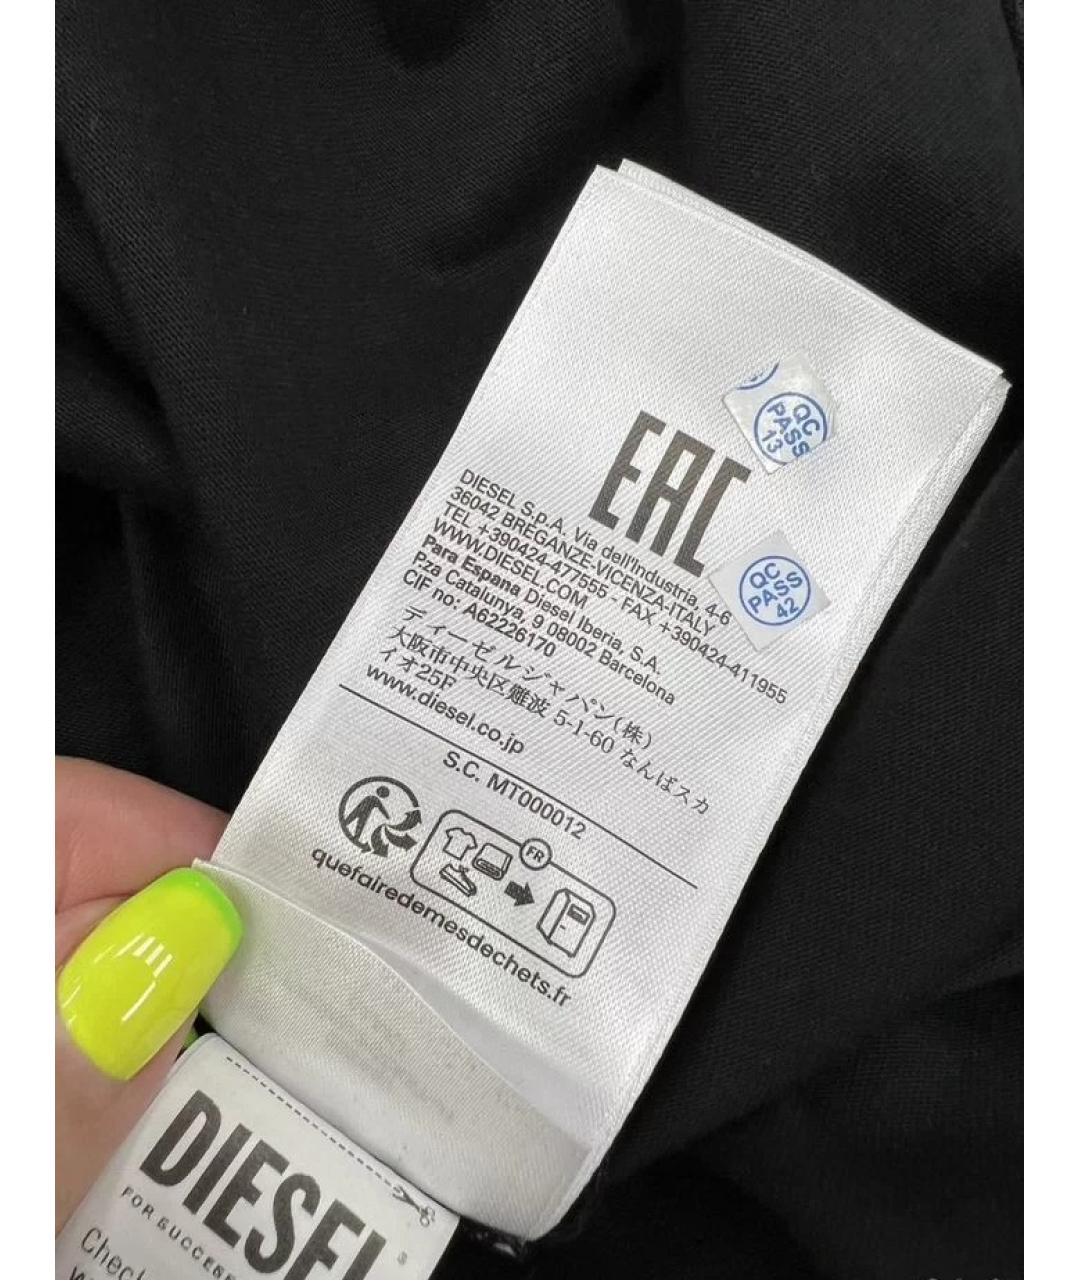 QC
PASS
13
EAC
QC
PASS
42
S
S
DIESEL S.p.A. Via dell'Industria, 4-6
36042 BREGANZE-VICENZA-ITALY
TEL +390424-477555 - FAX +390424-411955
WWW.DIESEL.COM
Para Espana Diesel Iberia, S.A.
Pza Catalunya, 9 08002 Barcelona
CIF no: A62226170
ディーゼルジャパン(株)
大阪市中央区難波 5-1-60 なんばスカ
イオ25F
www.diesel.co.jp
S.C. MT000012
FR
quefairedemesdechets.fr
DIESEL
FOR SUCCE
Chec